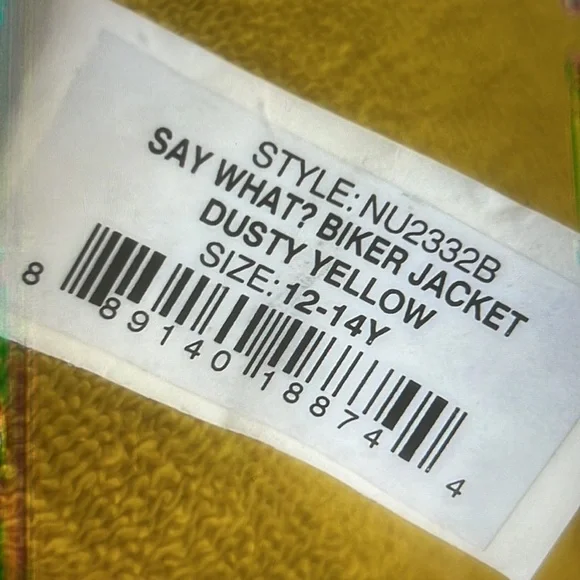 STYLE: NU2332B
SAY WHAT? BIKER JACKET
DUSTY YELLOW
SIZE: 12-14Y
8 89140 18874 4